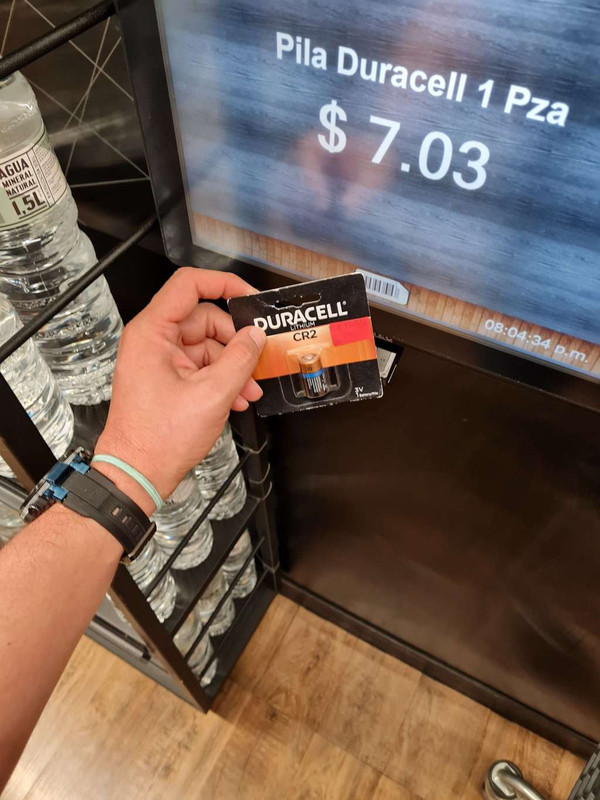 Pila Duracell 1 Pza
$ 7.03
08:04:34 p.m.
AGUA
MINERAL
NATURAL
1,5L
DURACELL
LITHIUM
CR2
3V